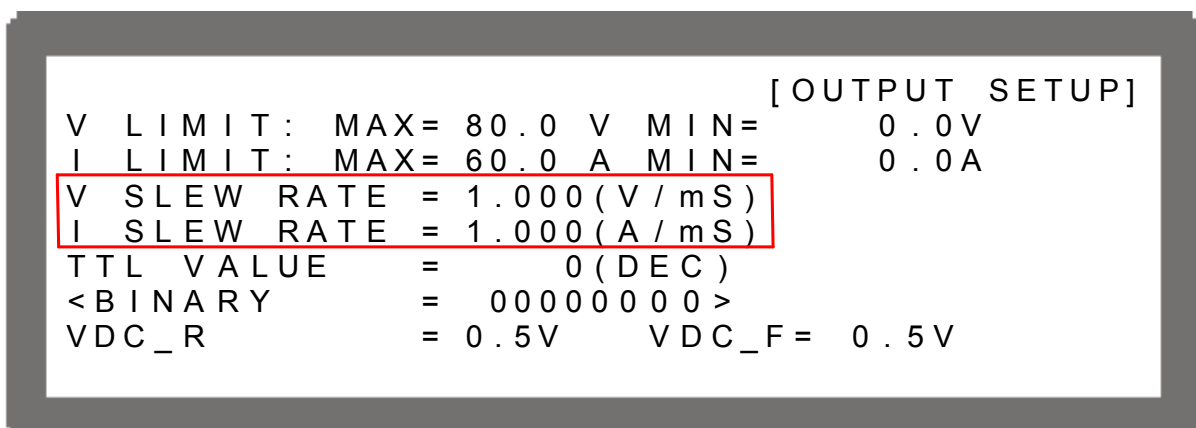 [OUTPUT SETUP]
V LIMIT: MAX= 80.0 V MIN= 0.0V
I LIMIT: MAX= 60.0 A MIN= 0.0A
V SLEW RATE = 1.000(V/mS)
I SLEW RATE = 1.000(A/mS)
TTL VALUE = 0(DEC)
<BINARY = 00000000>
VDC_R = 0.5V VDC_F= 0.5V